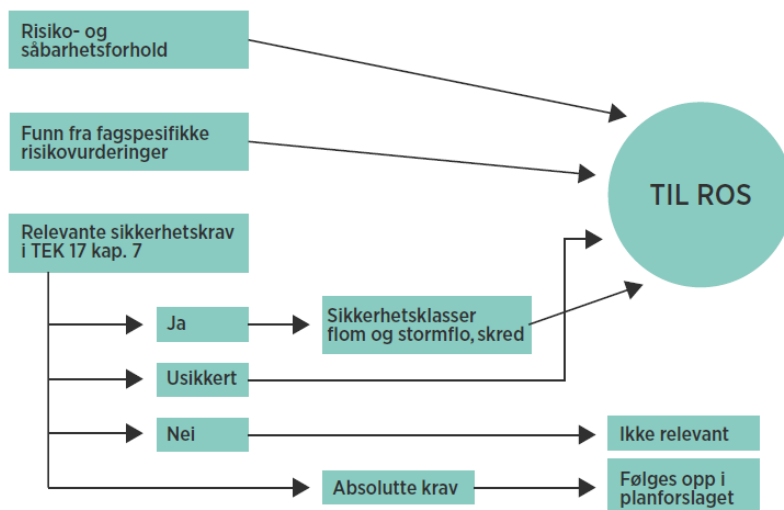 Risiko- og
såbarhetsforhold
Funn fra fagspesifikke
risikovurderinger
TIL ROS
Relevante sikkerhetskrav
i TEK 17 kap. 7
Ja
Sikkerhetsklasser
flom og stormflo, skred
Usikkert
Nei
Ikke relevant
Absolutte krav
Følges opp i
planforslaget